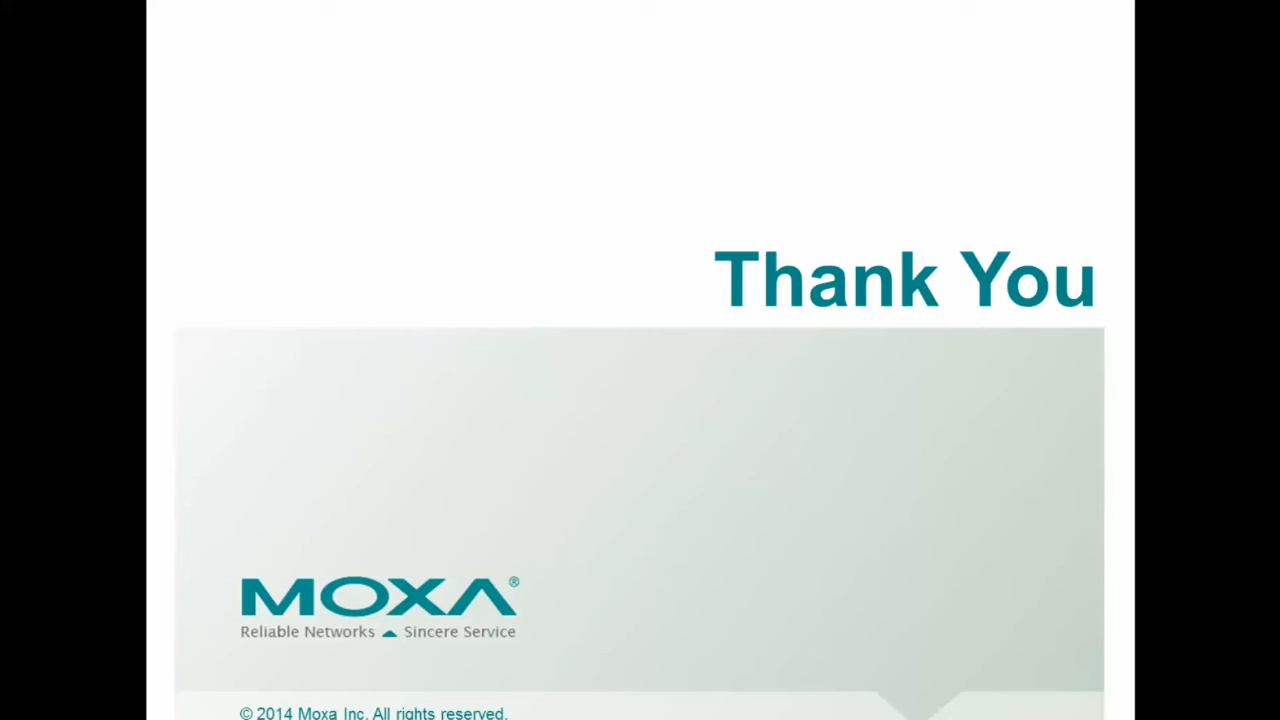 Thank You
MOXA®
Reliable Networks Sincere Service
© 2014 Moxa Inc. All rights reserved.